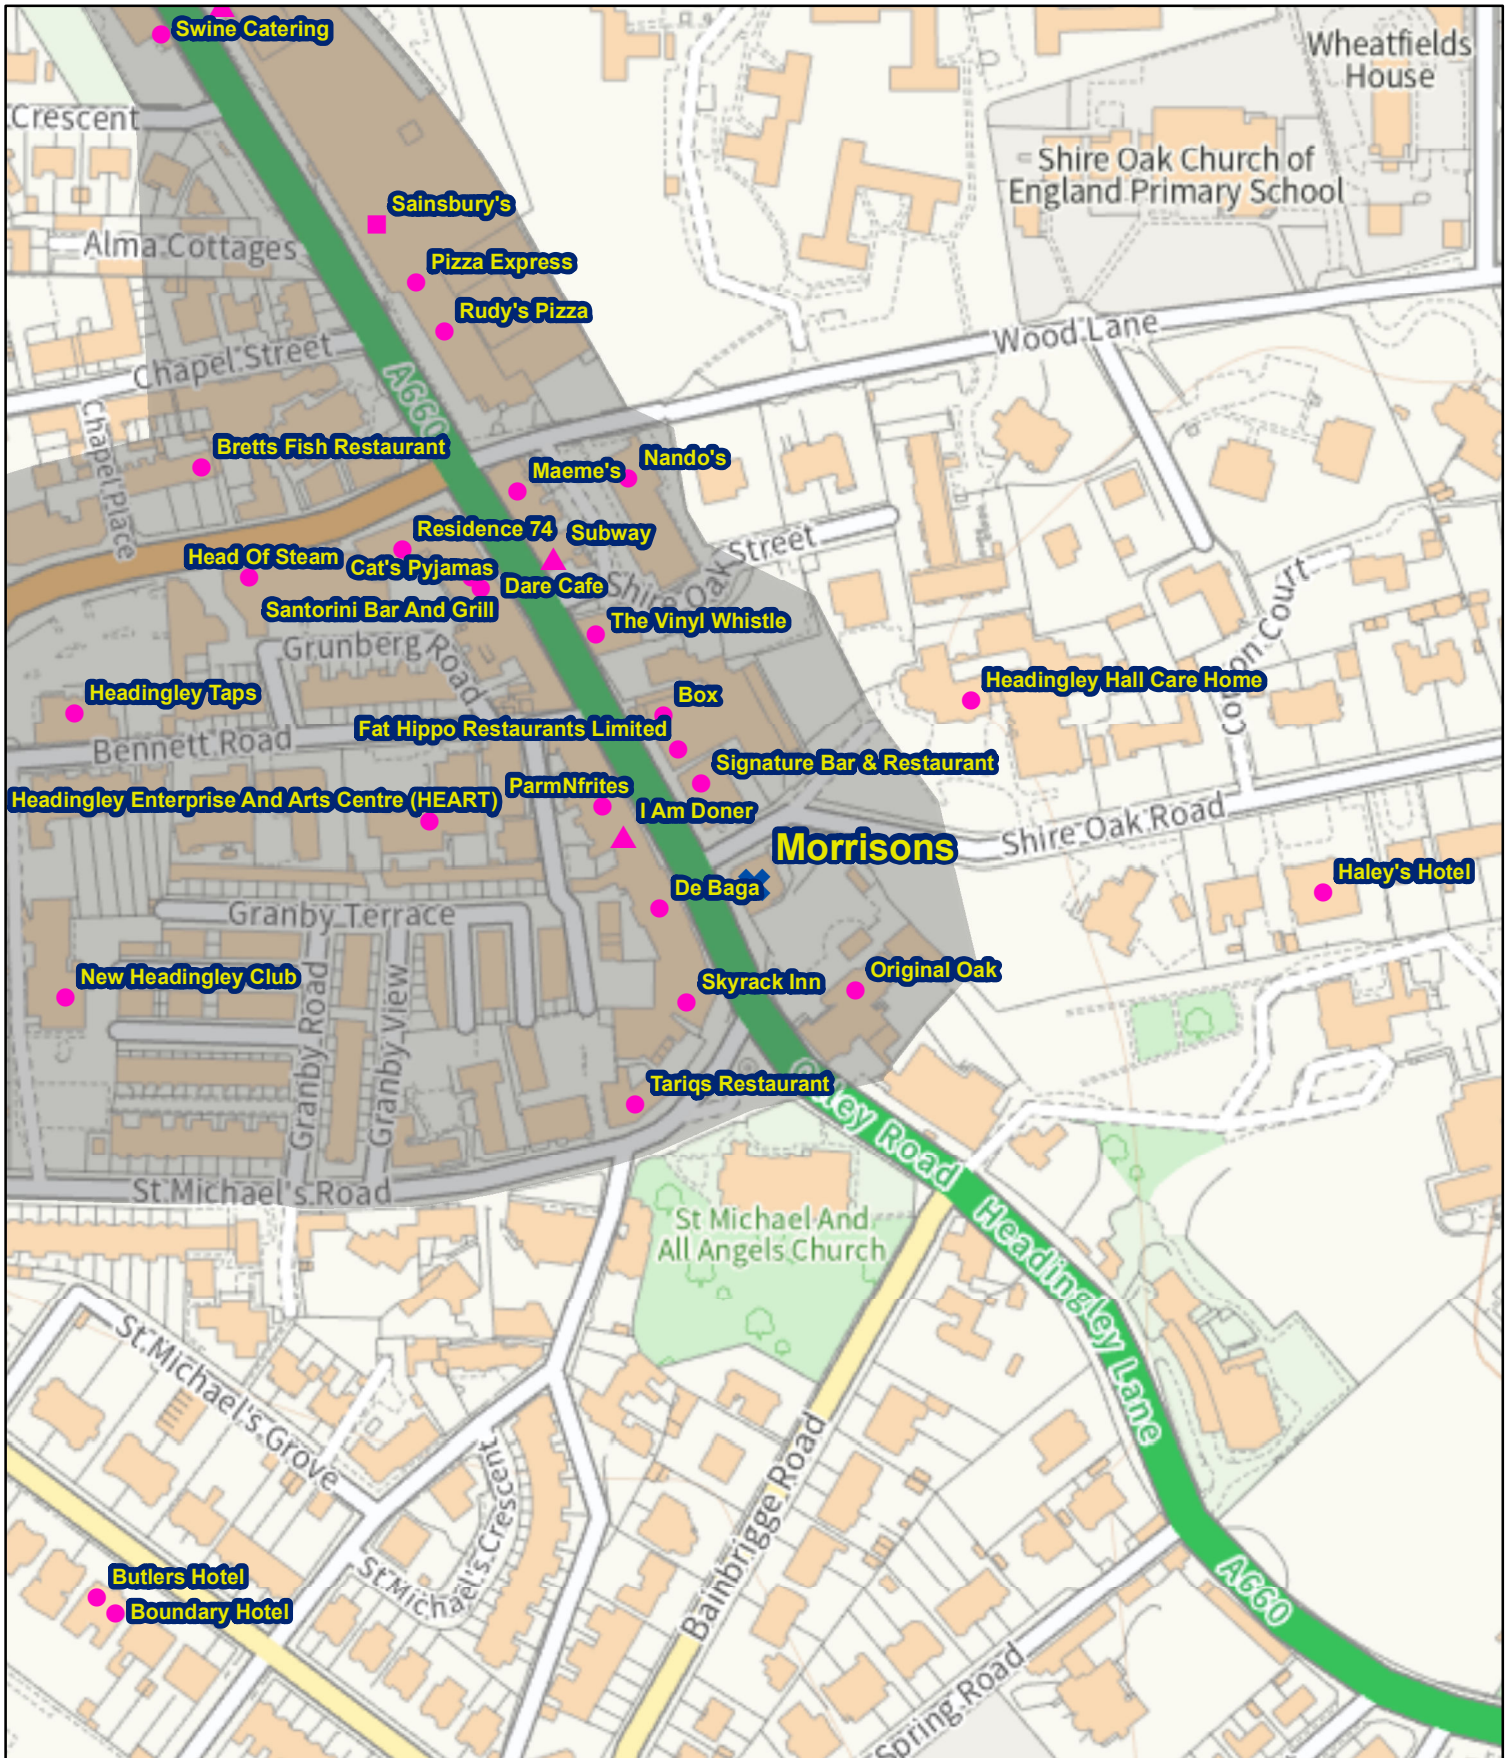 Swine Catering
Wheatfields
House
Crescent
Shire Oak Church of
England Primary School
Sainsbury's
Alma Cottages
Pizza Express
Rudy's Pizza
Wood Lane
Chapel Street
A660
Chapel Place
Bretts Fish Restaurant
Maeme's
Nando's
Residence 74
Subway
Head Of Steam
Cat's Pyjamas
Dare Cafe
Shire Oak Street
Santorini Bar And Grill
The Vinyl Whistle
Grunberg Road
Court
Headingley Hall Care Home
Headingley Taps
Box
Fat Hippo Restaurants Limited
Bennett Road
Signature Bar & Restaurant
ParmNfrites
Headingley Enterprise And Arts Centre (HEART)
I Am Doner
Shire Oak Road
Morrisons
Haley's Hotel
De Baga
Granby Terrace
New Headingley Club
Skyrack Inn
Original Oak
Granby Road
Granby View
Tariqs Restaurant
Otley Road
St Michael's Road
St Michael And
All Angels Church
Headingley Lane
St Michael's Grove
St Michael's Crescent
Bainbrigge Road
Butlers Hotel
Boundary Hotel
A660
Spring Road